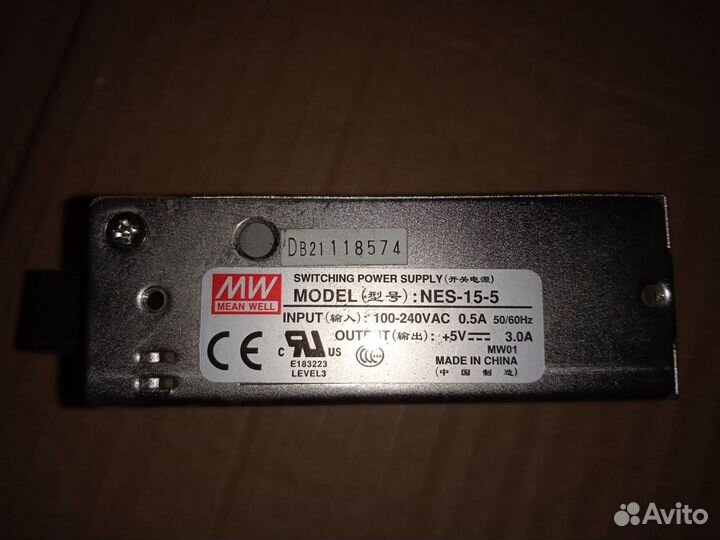 DB21118574
SWITCHING POWER SUPPLY (开关电源)
MW
MEAN WELL
MODEL (型号) : NES-15-5
INPUT (输入) : 100-240VAC 0.5A 50/60Hz
OUTPUT (输出) : +5V 3.0A
CE
C UL US
E183223
LEVEL3
CCC
MW01
MADE IN CHINA
(中国制造)
Avito